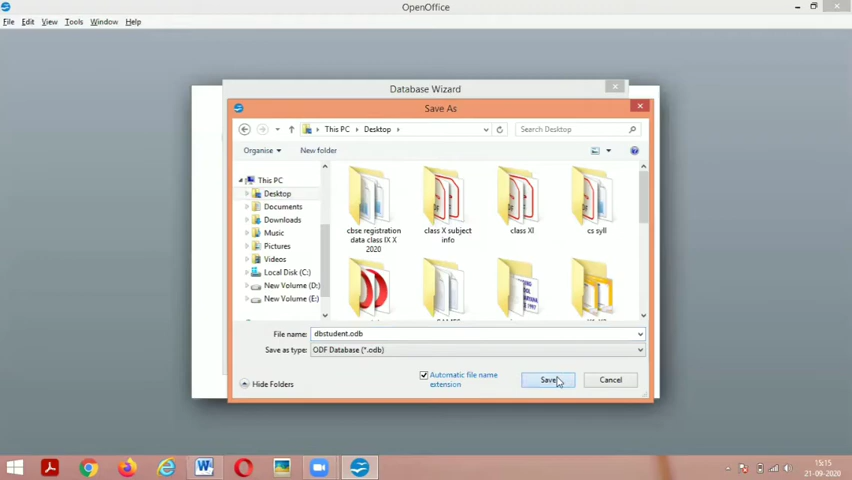 OpenOffice
File Edit View Tools Window Help
Database Wizard
Save As
This PC Desktop
Search Desktop
Organise New folder
This PC
Desktop
Documents
Downloads
Music
Pictures
Videos
Local Disk (C:)
New Volume (D:)
New Volume (E:)
cbse registration
data class IX X
2020
class X subject
info
class XI
cs syll
File name: dbstudent.odb
Save as type: ODF Database (*.odb)
Hide Folders
Automatic file name
extension
Save
Cancel
15:15
21-09-2020